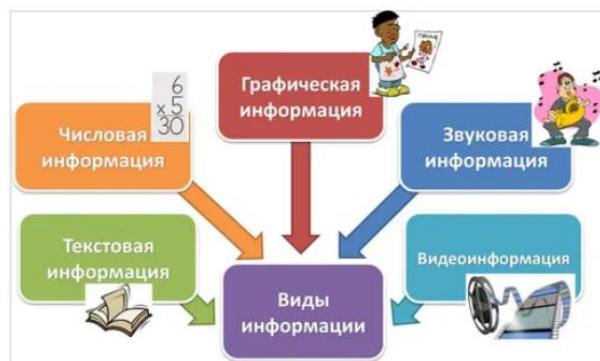 Графическая
информация
6
×5
30
Числовая
информация
Звуковая
информация
Текстовая
информация
Видеоинформация
Виды
информации